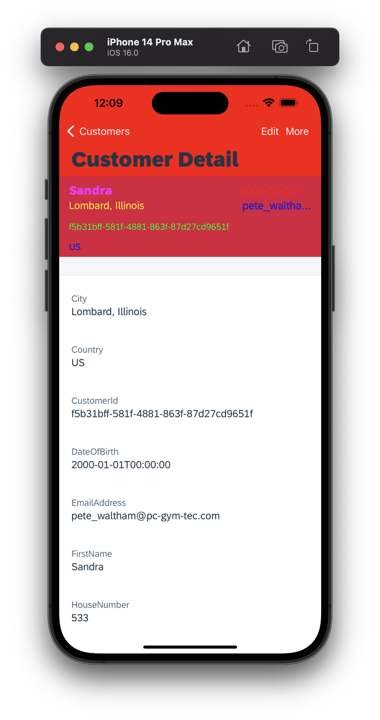 iPhone 14 Pro Max
iOS 16.0
12:09
Customers
Edit More
Customer Detail
Sandra
Lombard, Illinois
pete_waltha...
f5b31bff-581f-4881-863f-87d27cd9651f
US
City
Lombard, Illinois
Country
US
CustomerId
f5b31bff-581f-4881-863f-87d27cd9651f
DateOfBirth
2000-01-01T00:00:00
EmailAddress
pete_waltham@pc-gym-tec.com
FirstName
Sandra
HouseNumber
533